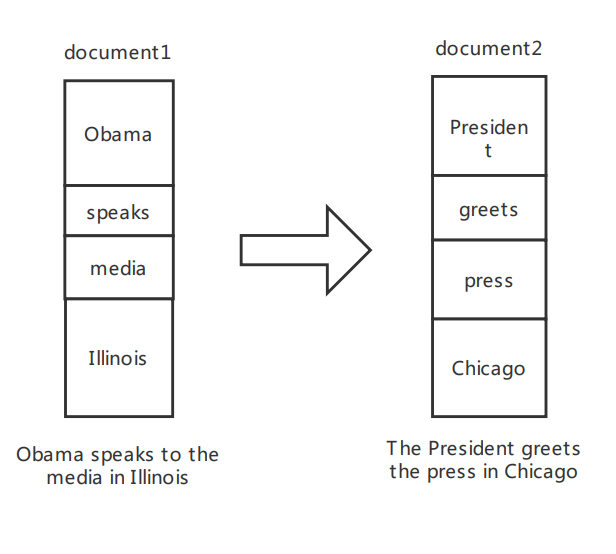 document1
Obama
speaks
media
Illinois
Obama speaks to the
media in Illinois
document2
Presiden
t
greets
press
Chicago
The President greets
the press in Chicago